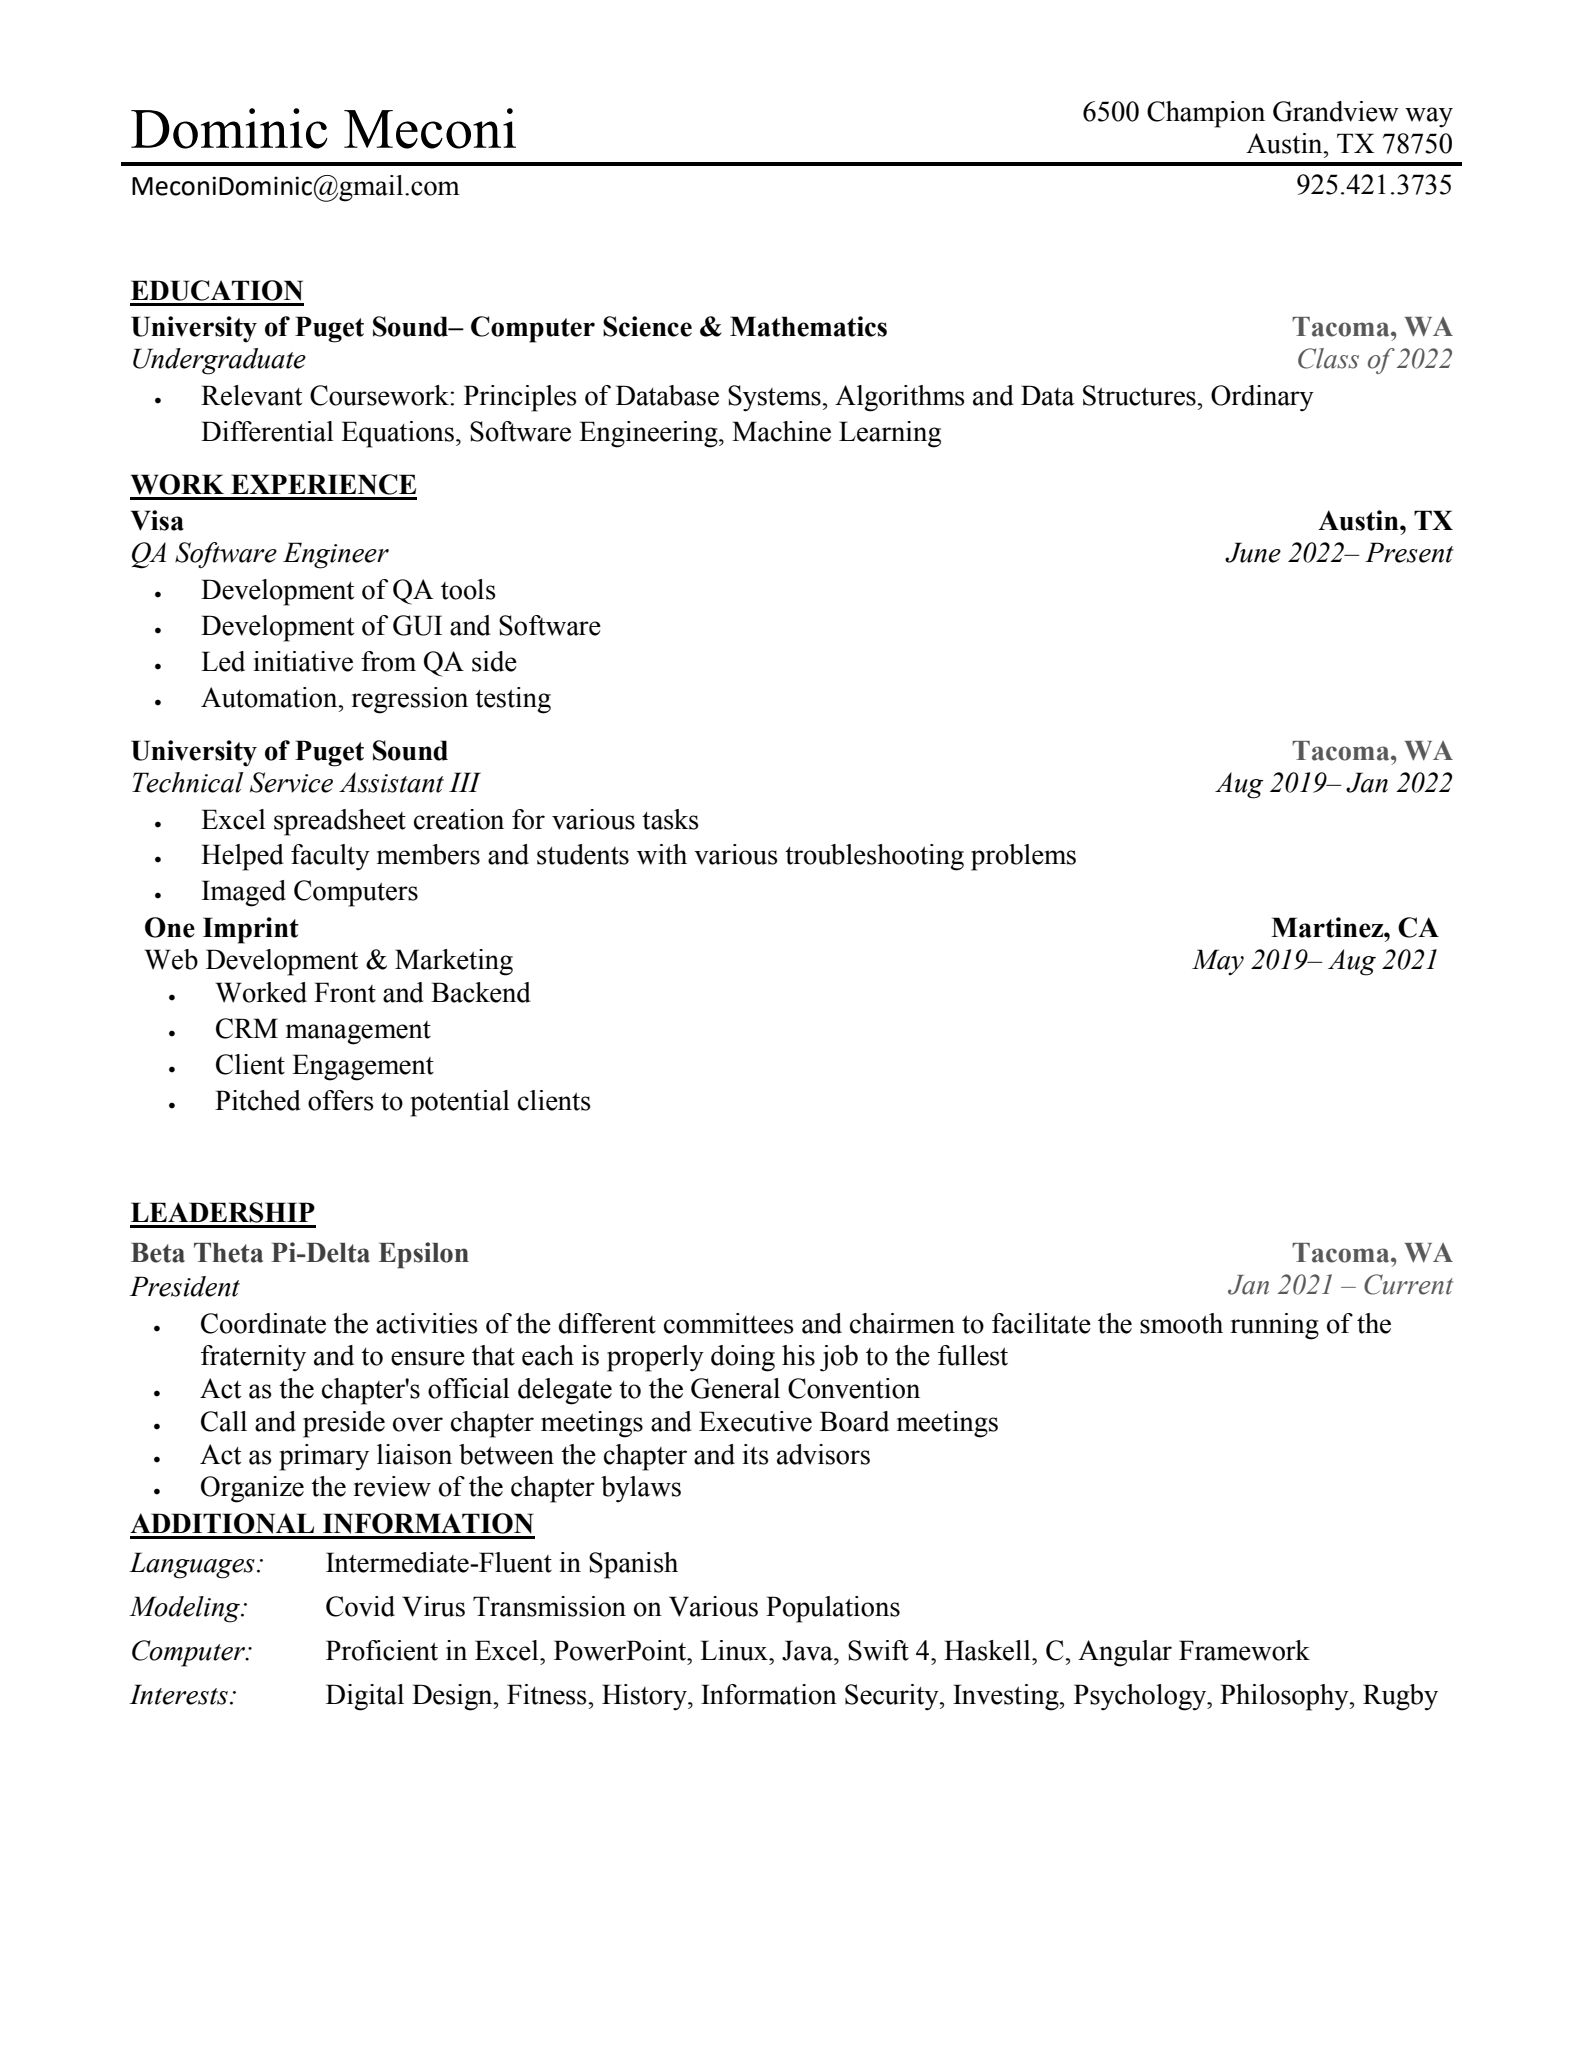 Dominic Meconi
6500 Champion Grandview way
Austin, TX 78750
MeconiDominic@gmail.com
925.421.3735
EDUCATION
University of Puget Sound– Computer Science & Mathematics Tacoma, WA
Undergraduate Class of 2022
• Relevant Coursework: Principles of Database Systems, Algorithms and Data Structures, Ordinary
Differential Equations, Software Engineering, Machine Learning
WORK EXPERIENCE
Visa Austin, TX
QA Software Engineer June 2022– Present
• Development of QA tools
• Development of GUI and Software
• Led initiative from QA side
• Automation, regression testing
University of Puget Sound Tacoma, WA
Technical Service Assistant III Aug 2019– Jan 2022
• Excel spreadsheet creation for various tasks
• Helped faculty members and students with various troubleshooting problems
• Imaged Computers
One Imprint Martinez, CA
Web Development & Marketing May 2019– Aug 2021
• Worked Front and Backend
• CRM management
• Client Engagement
• Pitched offers to potential clients
LEADERSHIP
Beta Theta Pi-Delta Epsilon Tacoma, WA
President Jan 2021 – Current
• Coordinate the activities of the different committees and chairmen to facilitate the smooth running of the
fraternity and to ensure that each is properly doing his job to the fullest
• Act as the chapter's official delegate to the General Convention
• Call and preside over chapter meetings and Executive Board meetings
• Act as primary liaison between the chapter and its advisors
• Organize the review of the chapter bylaws
ADDITIONAL INFORMATION
Languages: Intermediate-Fluent in Spanish
Modeling: Covid Virus Transmission on Various Populations
Computer: Proficient in Excel, PowerPoint, Linux, Java, Swift 4, Haskell, C, Angular Framework
Interests: Digital Design, Fitness, History, Information Security, Investing, Psychology, Philosophy, Rugby